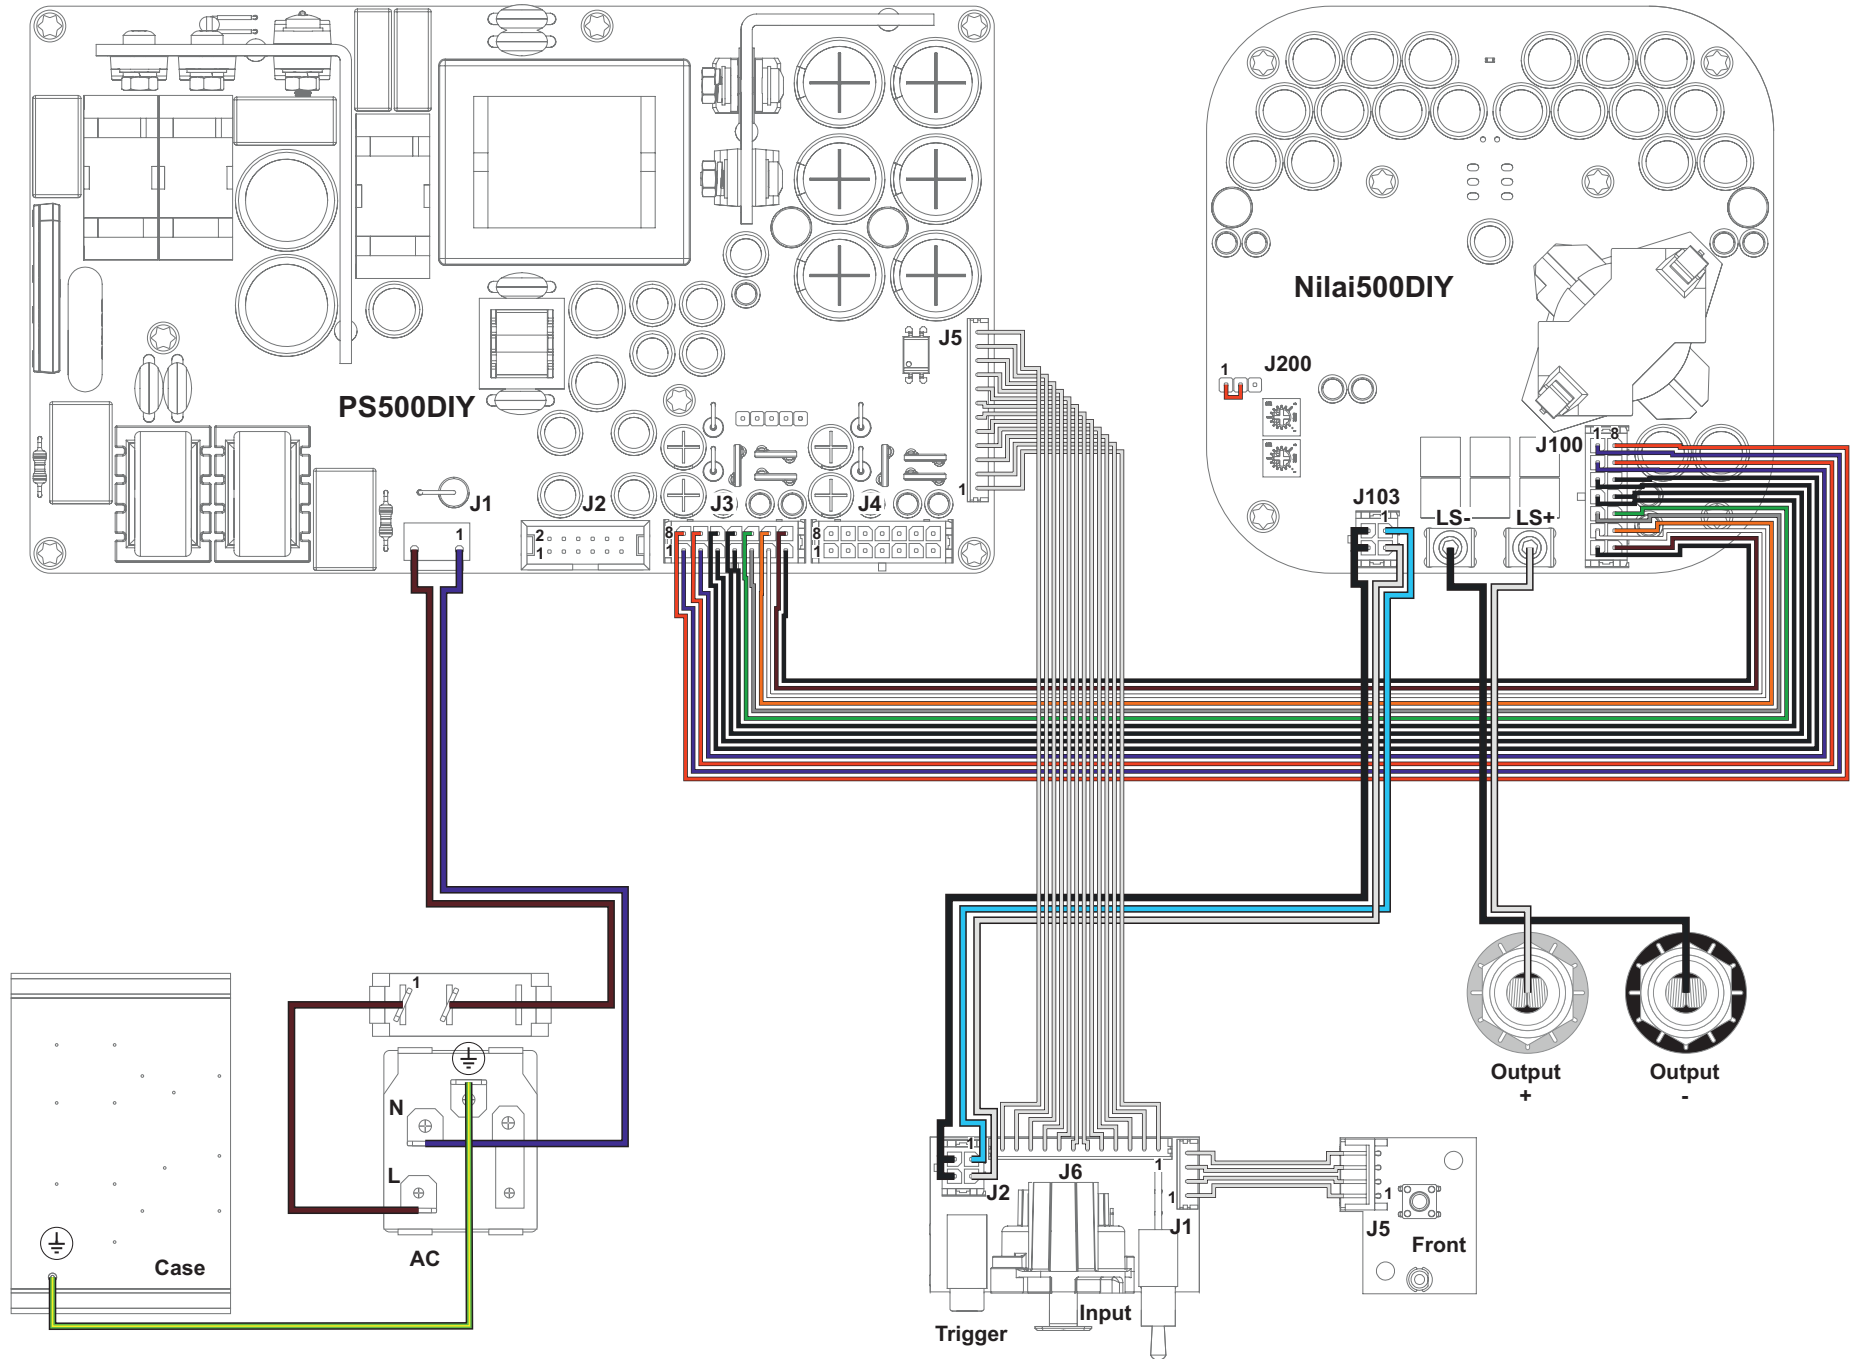 PS500DIY
J5
1
J1
1
J2
2
1
J3
8
1
J4
8
1
Nilai500DIY
J200
1
J100
1 8
J103
1
LS-
LS+
Output
+
Output
-
1
N
L
AC
Case
1
J2
J6
1
1
J1
Trigger
Input
1
J5
Front